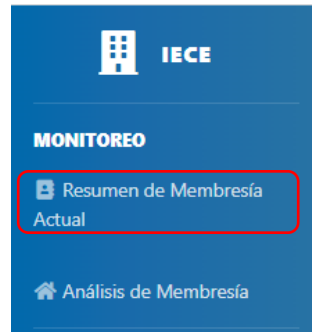 IECE
MONITOREO
Resumen de Membresía
Actual
Análisis de Membresía